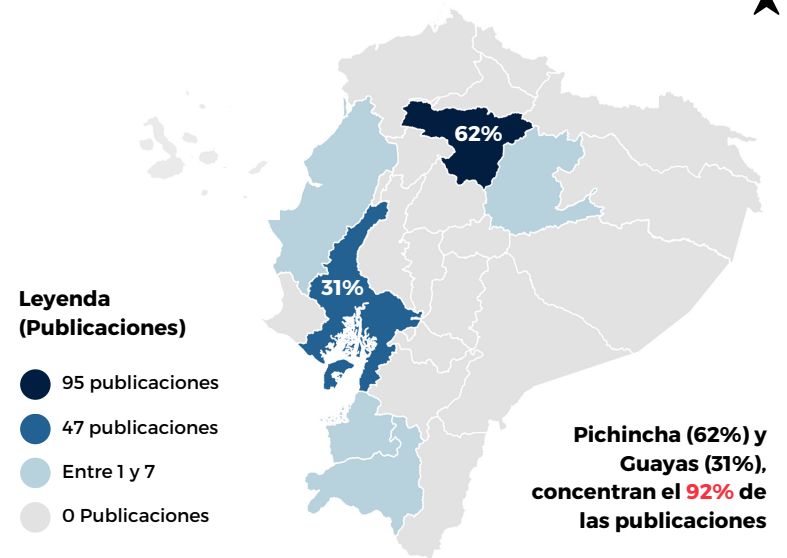 62%
31%
Leyenda
(Publicaciones)
95 publicaciones
47 publicaciones
Entre 1 y 7
0 Publicaciones
Pichincha (62%) y
Guayas (31%),
concentran el 92% de
las publicaciones